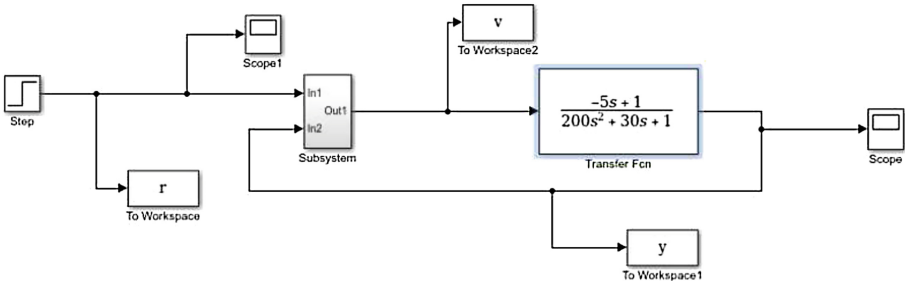 v
To Workspace2
Scope1
Step
In1
Out1
In2
Subsystem
-5s + 1
200s² + 30s + 1
Transfer Fcn
Scope
r
To Workspace
y
To Workspace1